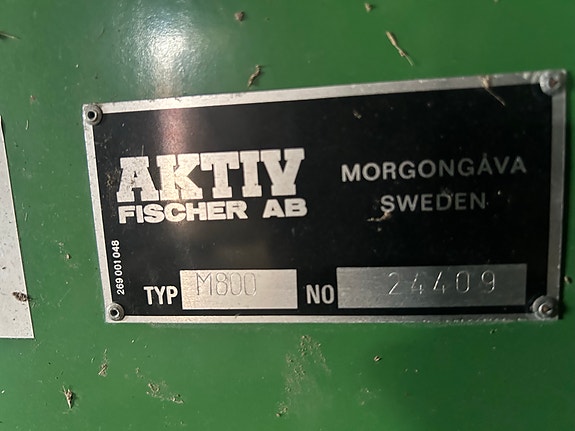 AKTIV
FISCHER AB
MORGONGÅVA
SWEDEN
269 001 048
TYP M800 NO 24409